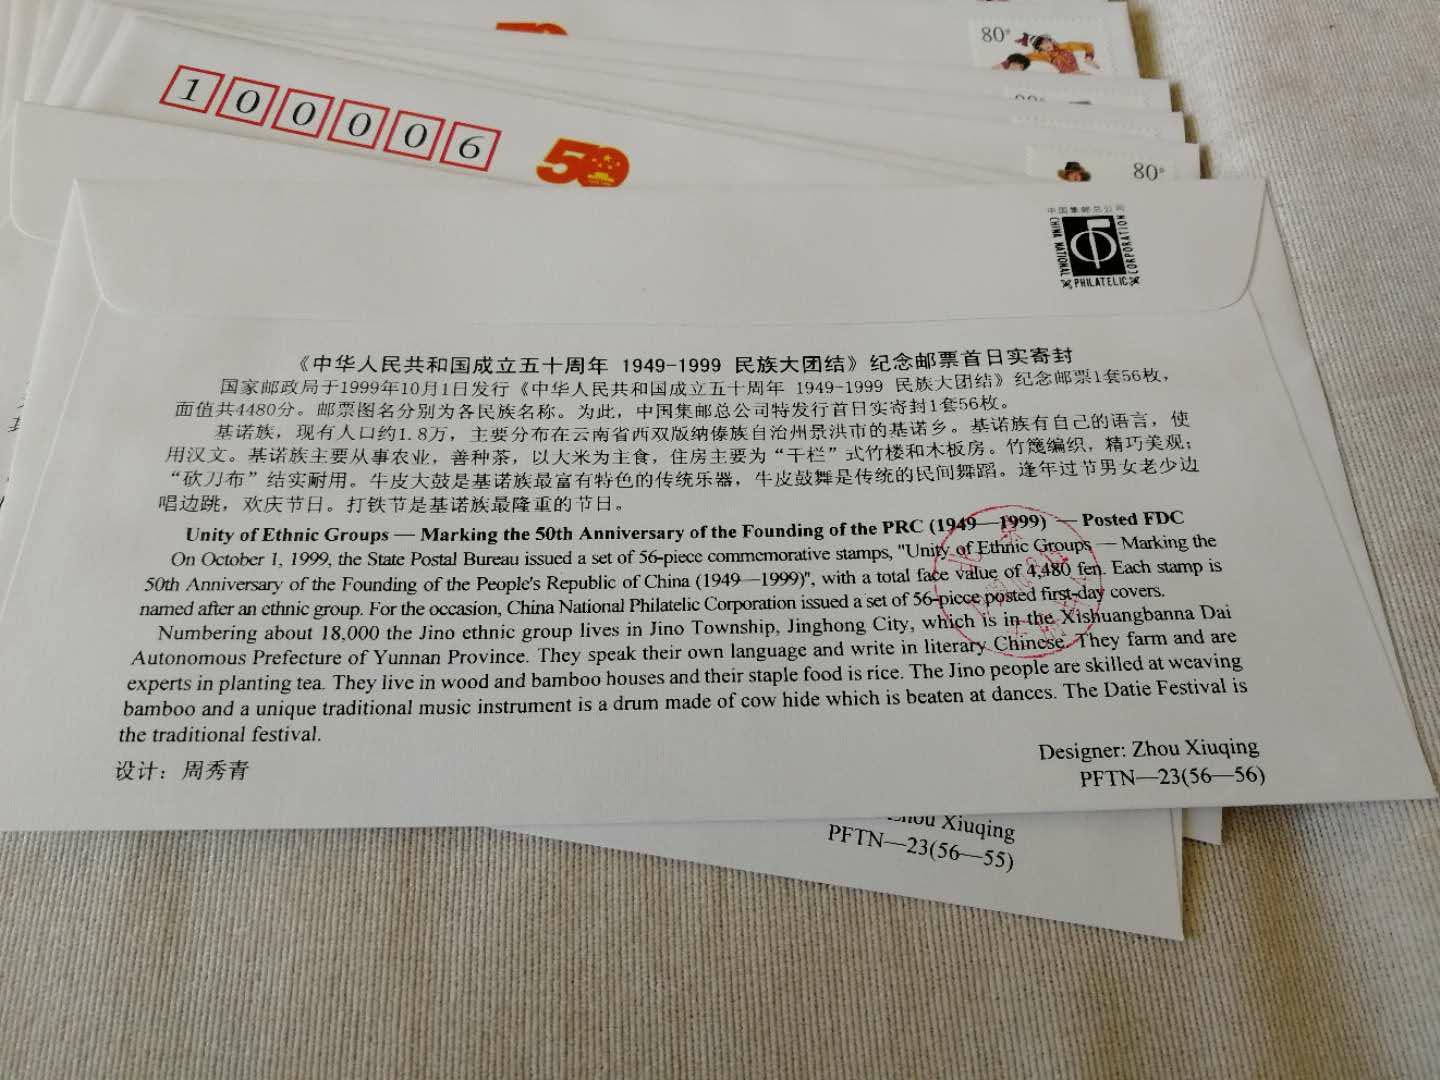 80分
100006
50
80分
中国集邮总公司
CHINA NATIONAL
PHILATELIC
CORPORATION
《中华人民共和国成立五十周年 1949-1999 民族大团结》纪念邮票首日实寄封
国家邮政局于1999年10月1日发行《中华人民共和国成立五十周年 1949-1999 民族大团结》纪念邮票1套56枚，
面值共4480分。邮票图名分别为各民族名称。为此，中国集邮总公司特发行首日实寄封1套56枚。
基诺族，现有人口约1.8万，主要分布在云南省西双版纳傣族自治州景洪市的基诺乡。基诺族有自己的语言，使
用汉文。基诺族主要从事农业，善种茶，以大米为主食，住房主要为“干栏”式竹楼和木板房。竹篾编织，精巧美观；
“砍刀布”结实耐用。牛皮大鼓是基诺族最富有特色的传统乐器，牛皮鼓舞是传统的民间舞蹈。逢年过节男女老少边
唱边跳，欢庆节日。打铁节是基诺族最隆重的节日。
Unity of Ethnic Groups — Marking the 50th Anniversary of the Founding of the PRC (1949—1999) — Posted FDC
On October 1, 1999, the State Postal Bureau issued a set of 56-piece commemorative stamps, "Unity of Ethnic Groups — Marking the
50th Anniversary of the Founding of the People's Republic of China (1949—1999)", with a total face value of 4,480 fen. Each stamp is
named after an ethnic group. For the occasion, China National Philatelic Corporation issued a set of 56-piece posted first-day covers.
Numbering about 18,000 the Jino ethnic group lives in Jino Township, Jinghong City, which is in the Xishuangbanna Dai
Autonomous Prefecture of Yunnan Province. They speak their own language and write in literary Chinese. They farm and are
experts in planting tea. They live in wood and bamboo houses and their staple food is rice. The Jino people are skilled at weaving
bamboo and a unique traditional music instrument is a drum made of cow hide which is beaten at dances. The Datie Festival is
the traditional festival.
设计：周秀青
Designer: Zhou Xiuqing
PFTN—23(56—56)
Xiuqing
PFTN—23(56—55)